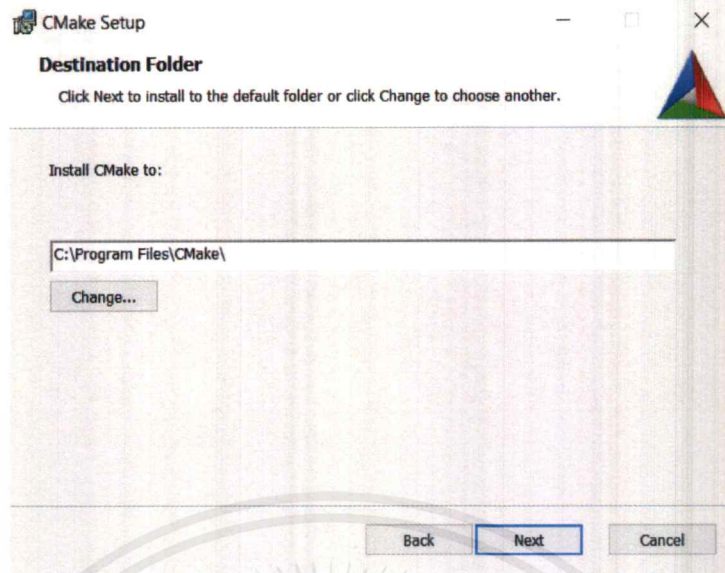 CMake Setup
Destination Folder
Click Next to install to the default folder or click Change to choose another.
Install CMake to:
C:\Program Files\CMake\
Change...
Back Next Cancel